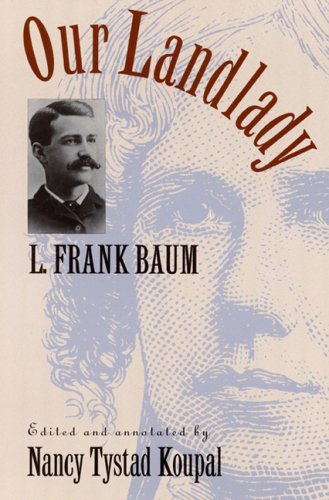 Our Landlady
L. FRANK BAUM
Edited and annotated by
Nancy Tystad Koupal